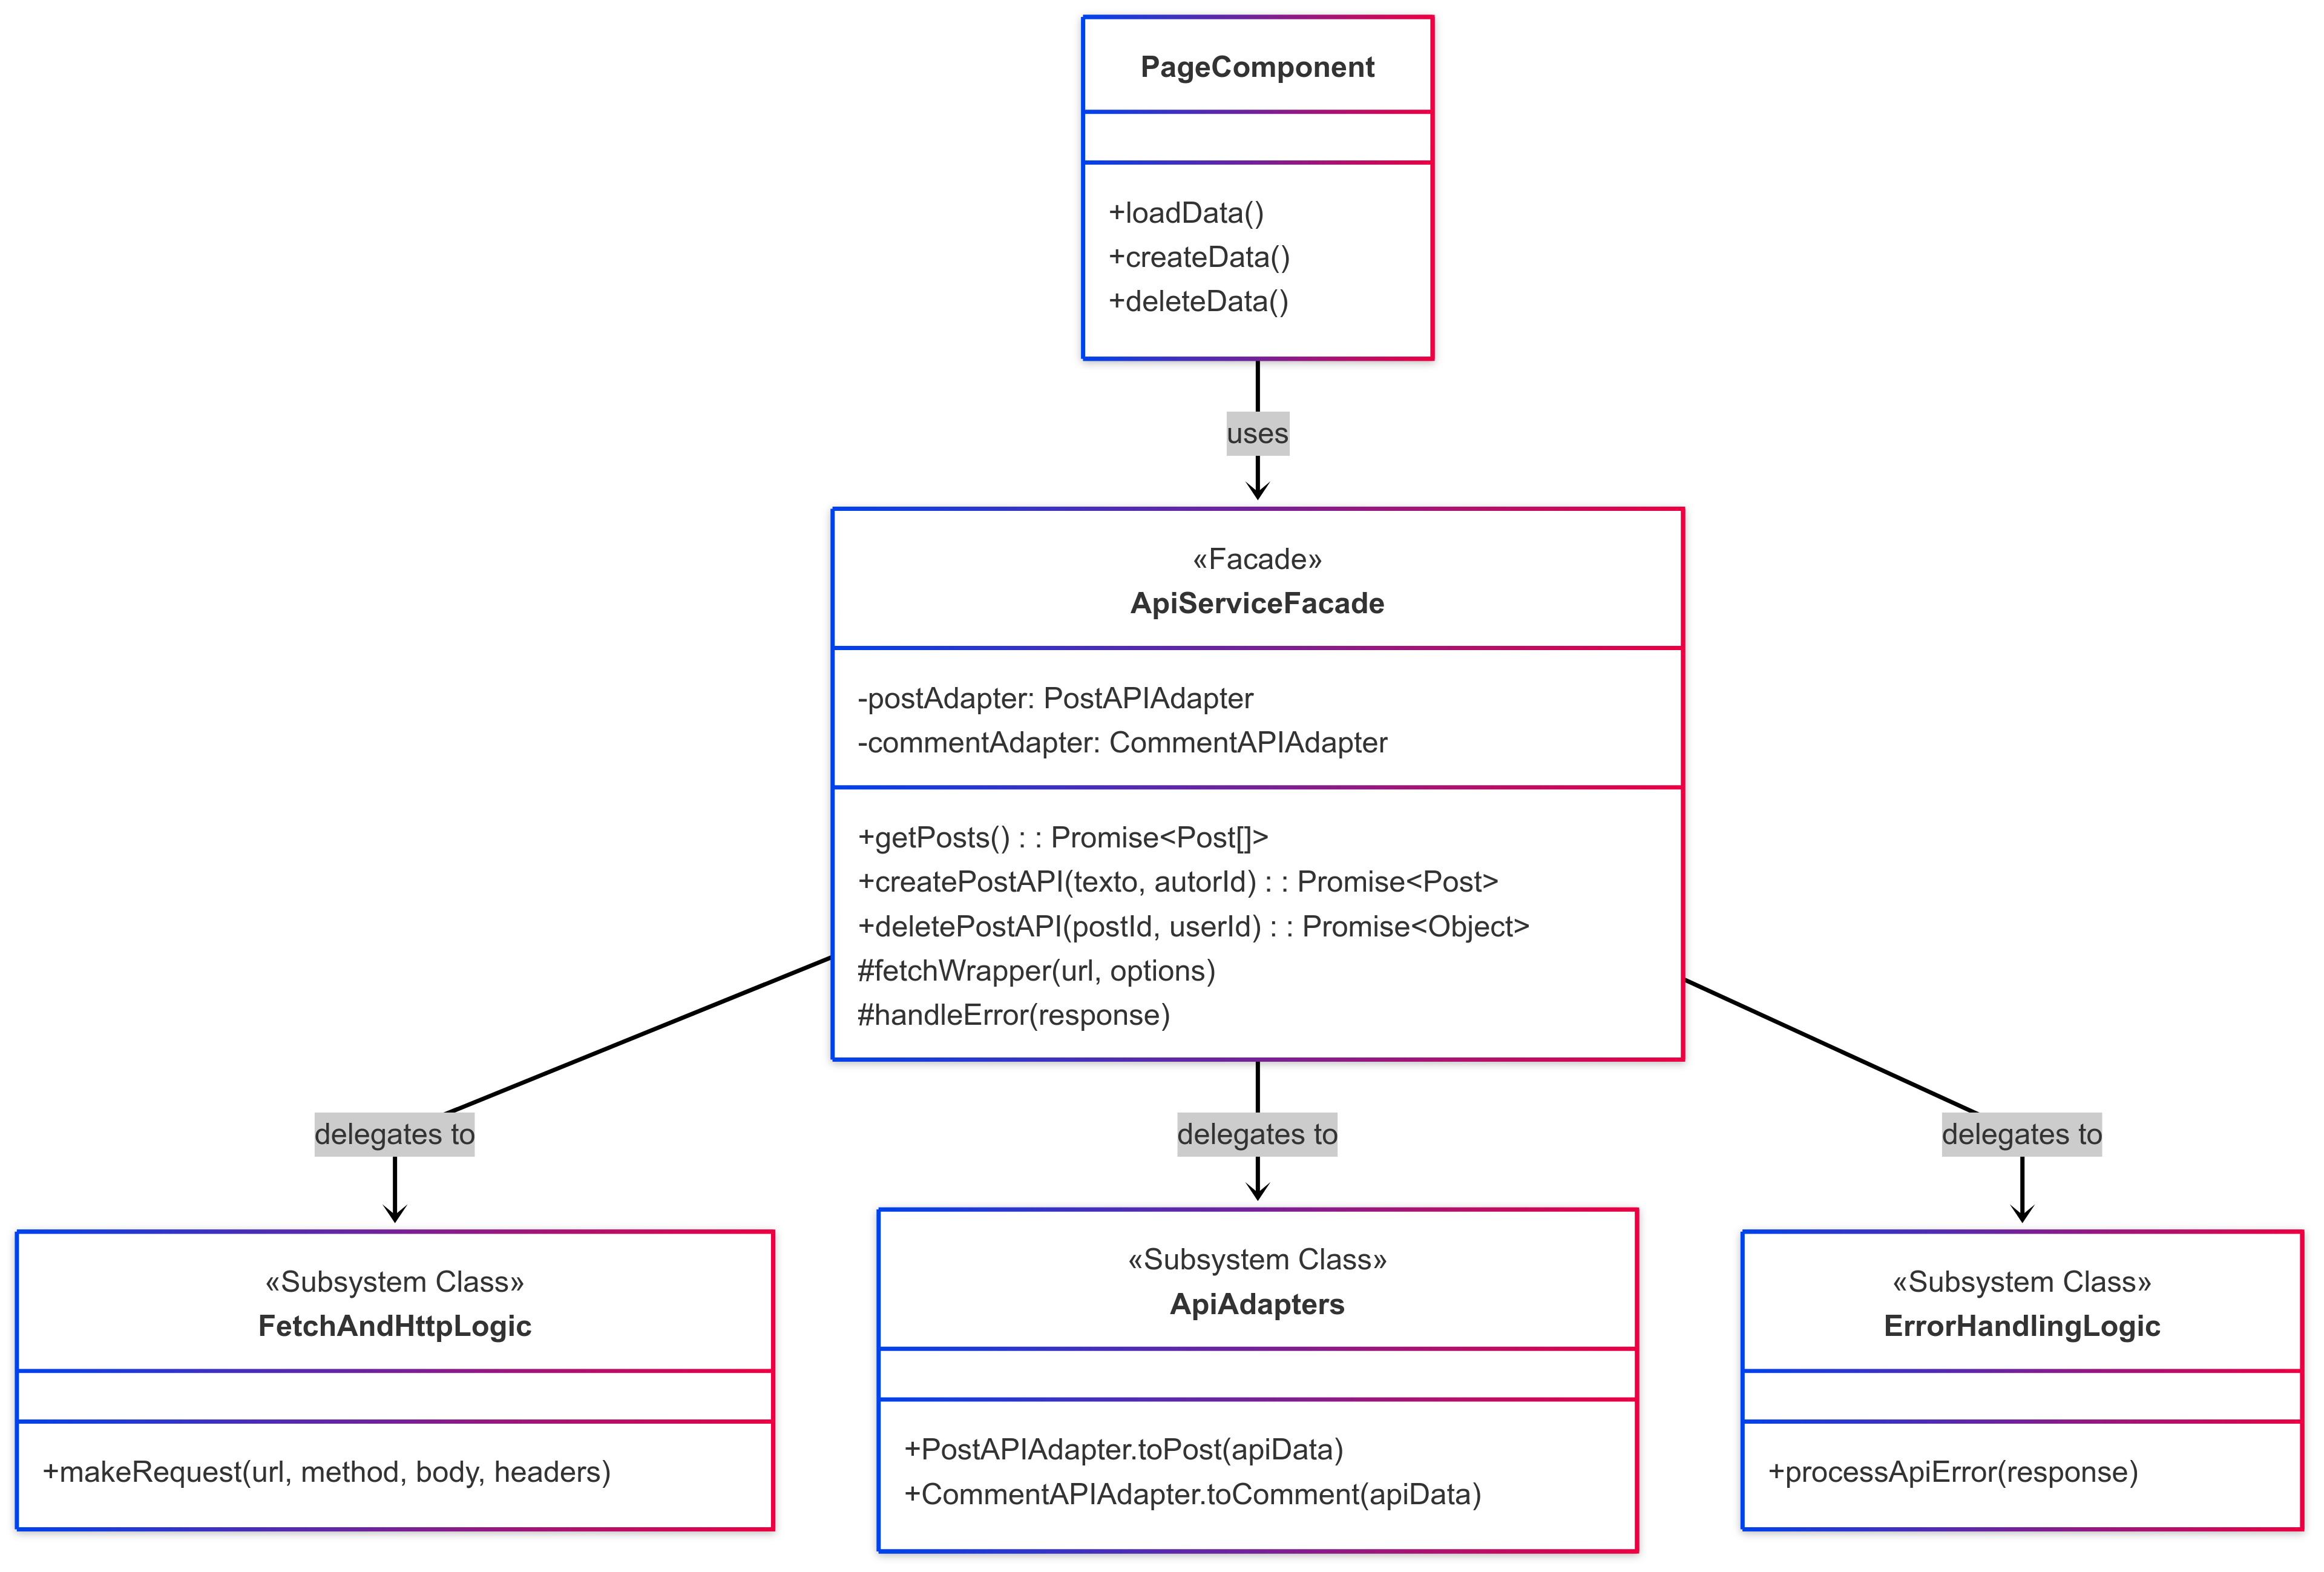 PageComponent
+loadData()
+createData()
+deleteData()
uses
«Facade»
ApiServiceFacade
-postAdapter: PostAPIAdapter
-commentAdapter: CommentAPIAdapter
+getPosts() : : Promise<Post[]>
+createPostAPI(texto, autorId) : : Promise<Post>
+deletePostAPI(postId, userId) : : Promise<Object>
#fetchWrapper(url, options)
#handleError(response)
delegates to
delegates to
delegates to
«Subsystem Class»
FetchAndHttpLogic
+makeRequest(url, method, body, headers)
«Subsystem Class»
ApiAdapters
+PostAPIAdapter.toPost(apiData)
+CommentAPIAdapter.toComment(apiData)
«Subsystem Class»
ErrorHandlingLogic
+processApiError(response)